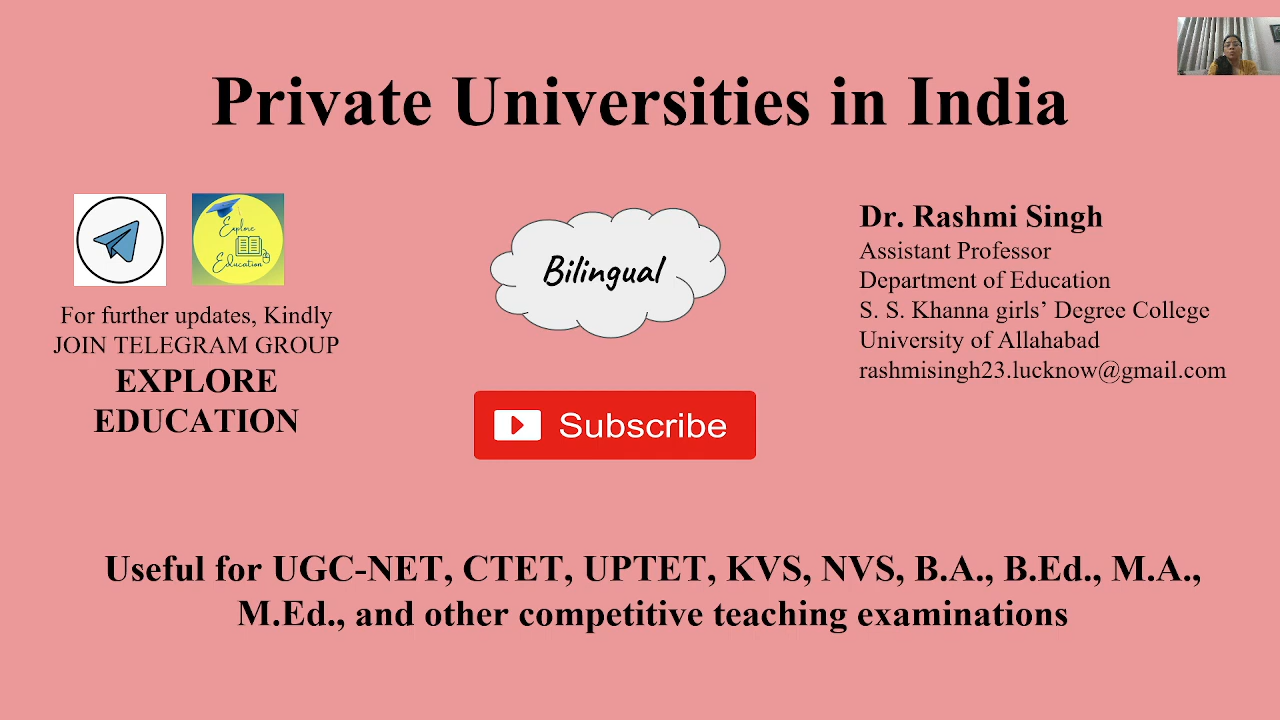 Private Universities in India
Explore
Education
For further updates, Kindly
JOIN TELEGRAM GROUP
EXPLORE
EDUCATION
Bilingual
Subscribe
Dr. Rashmi Singh
Assistant Professor
Department of Education
S. S. Khanna girls’ Degree College
University of Allahabad
rashmisingh23.lucknow@gmail.com
Useful for UGC-NET, CTET, UPTET, KVS, NVS, B.A., B.Ed., M.A.,
M.Ed., and other competitive teaching examinations